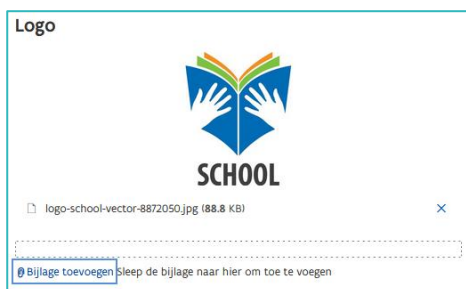 Logo
SCHOOL
logo-school-vector-8872050.jpg (88.8 KB)
Bijlage toevoegen Sleep de bijlage naar hier om toe te voegen